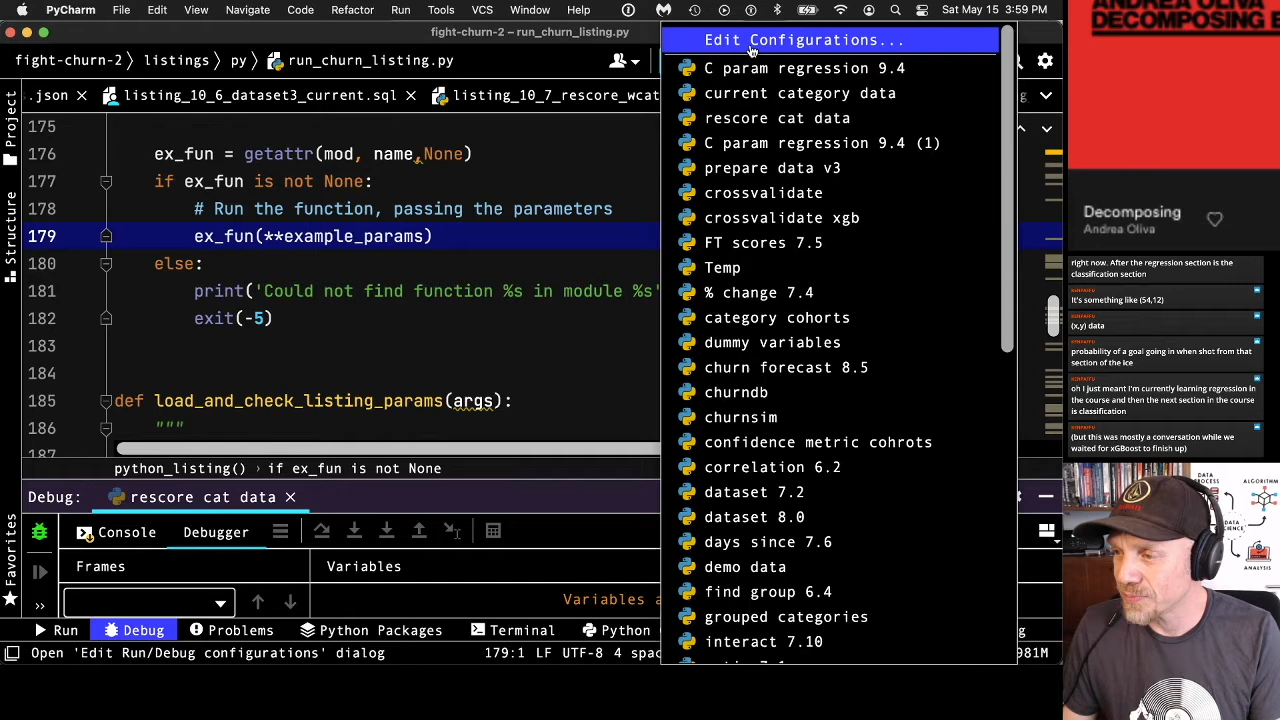 PyCharm File Edit View Navigate Code Refactor Run Tools VCS Window Help Sat May 15 3:59 PM
fight-churn-2 – run_churn_listing.py
fight-churn-2 listings py run_churn_listing.py
.json listing_10_6_dataset3_current.sql listing_10_7_rescore_wcat
175
176 ex_fun = getattr(mod, name,None)
177 if ex_fun is not None:
178 # Run the function, passing the parameters
179 ex_fun(**example_params)
180 else:
181 print('Could not find function %s in module %s'
182 exit(-5)
183
184
185 def load_and_check_listing_params(args):
186 """
187
python_listing() › if ex_fun is not None
Debug: rescore cat data
Console Debugger
Frames Variables
Variables a
Run Debug Problems Python Packages Terminal Python
Open 'Edit Run/Debug configurations' dialog 179:1 LF UTF-8 4 spac 981M
Project
Structure
Favorites
Edit Configurations...
C param regression 9.4
current category data
rescore cat data
C param regression 9.4 (1)
prepare data v3
crossvalidate
crossvalidate xgb
FT scores 7.5
Temp
% change 7.4
category cohorts
dummy variables
churn forecast 8.5
churndb
churnsim
confidence metric cohrots
correlation 6.2
dataset 7.2
dataset 8.0
days since 7.6
demo data
find group 6.4
grouped categories
interact 7.10
ANDREA OLIVA
DECOMPOSING
Decomposing
Andrea Oliva
right now. After the regression section is the
classification section
It's something like (54,12)
(x,y) data
probability of a goal going in when shot from that
section of the ice
oh I just meant I'm currently learning regression in
the course and then the next section in the course
is classification
(but this was mostly a conversation while we
waited for xGBoost to finish up)
DATA
PROCESS
ALGORITHM
DATA
SCIENCE
ANALYSIS